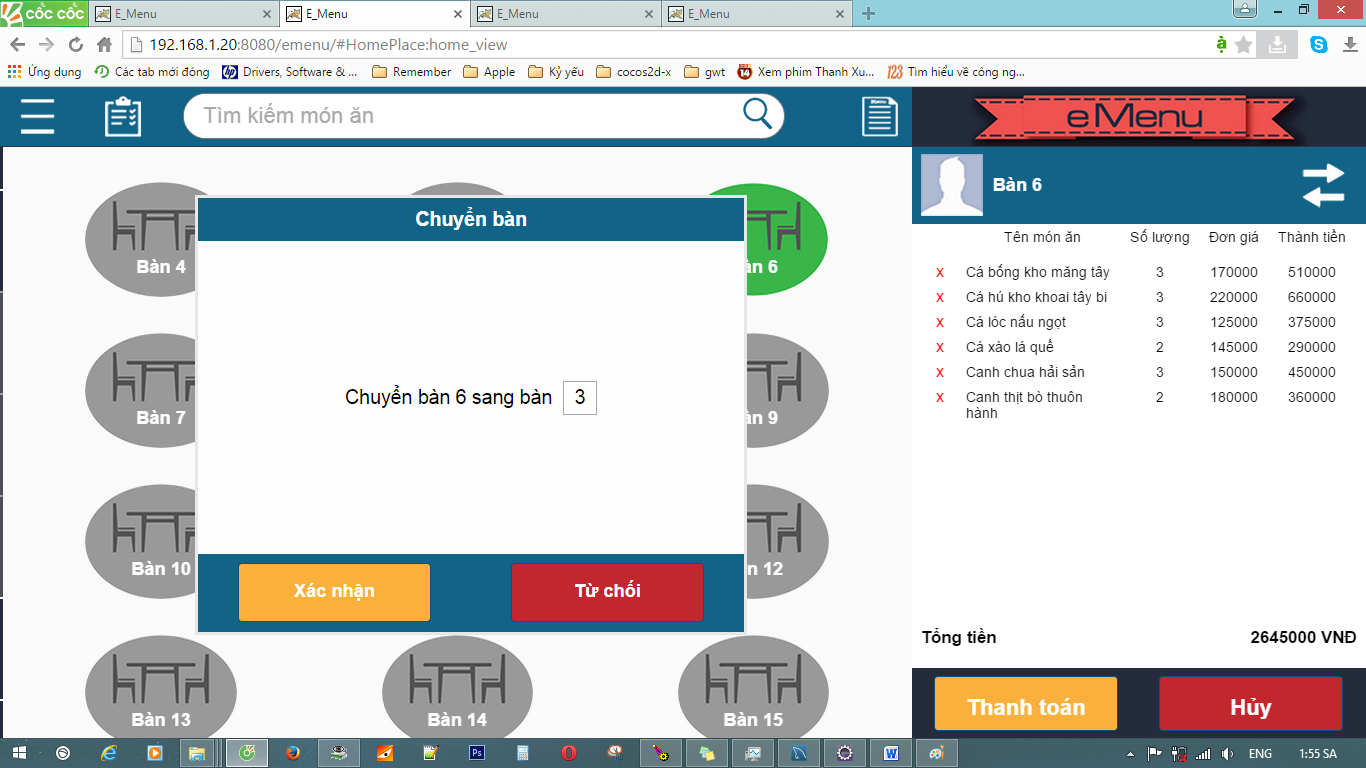 cốc cốc
E_Menu
E_Menu
E_Menu
E_Menu
192.168.1.20:8080/emenu/#HomePlace:home_view
Ứng dụng
Các tab mới đóng
Drivers, Software & ...
Remember
Apple
Kỷ yếu
cocos2d-x
gwt
Xem phim Thanh Xu...
Tìm hiểu về công ng...
Tìm kiếm món ăn
Menu
eMenu
Bàn 6
Tên món ăn Số lượng Đơn giá Thành tiền
X Cá bống kho măng tây 3 170000 510000
X Cá hú kho khoai tây bi 3 220000 660000
X Cá lóc nấu ngọt 3 125000 375000
X Cá xào lá quế 2 145000 290000
X Canh chua hải sản 3 150000 450000
X Canh thịt bò thuôn 2 180000 360000
hành
Tổng tiền 2645000 VNĐ
Thanh toán
Hủy
Chuyển bàn
Chuyển bàn 6 sang bàn 3
Xác nhận
Từ chối
Bàn 4
àn 6
Bàn 7
àn 9
Bàn 10
n 12
Bàn 13
Bàn 14
Bàn 15
ENG
1:55 SA